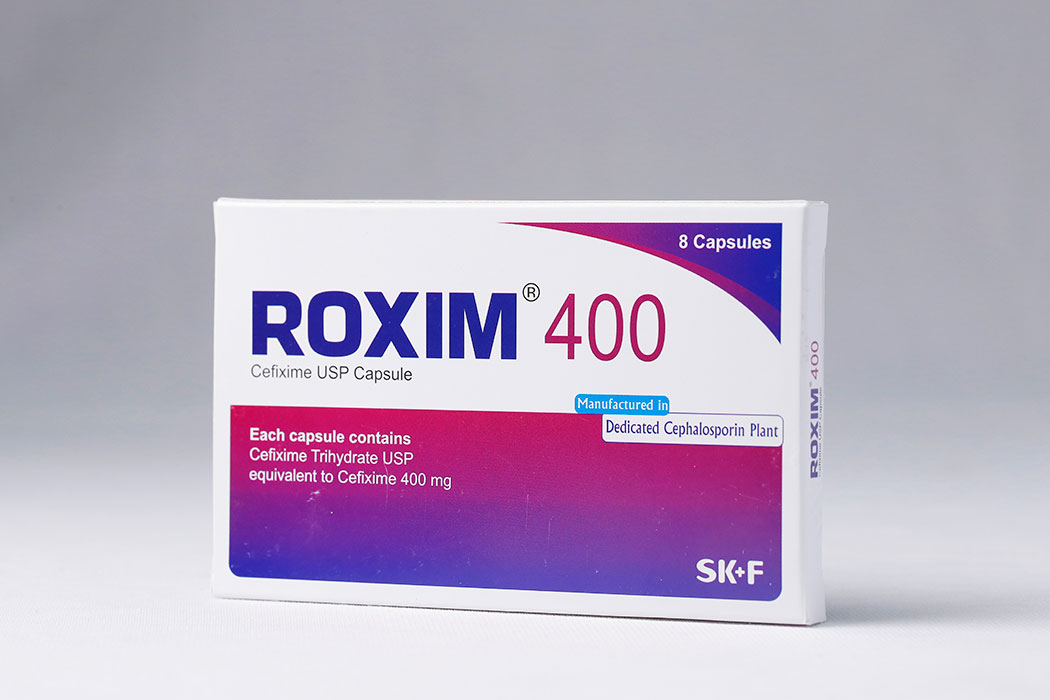 8 Capsules
ROXIM® 400
Cefixime USP Capsule
Manufactured in
Dedicated Cephalosporin Plant
Each capsule contains
Cefixime Trihydrate USP
equivalent to Cefixime 400 mg
SK+F
ROXIM® 400